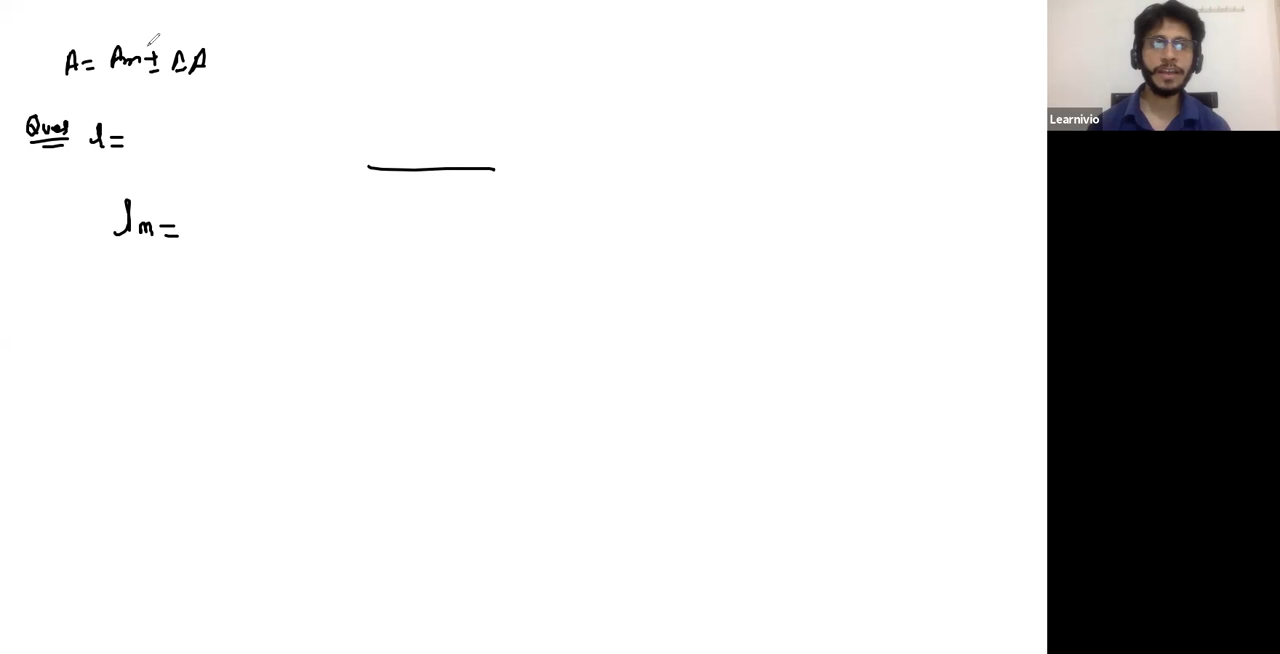 A = Am ± ΔA
Ques l =
lm =
Learnivio